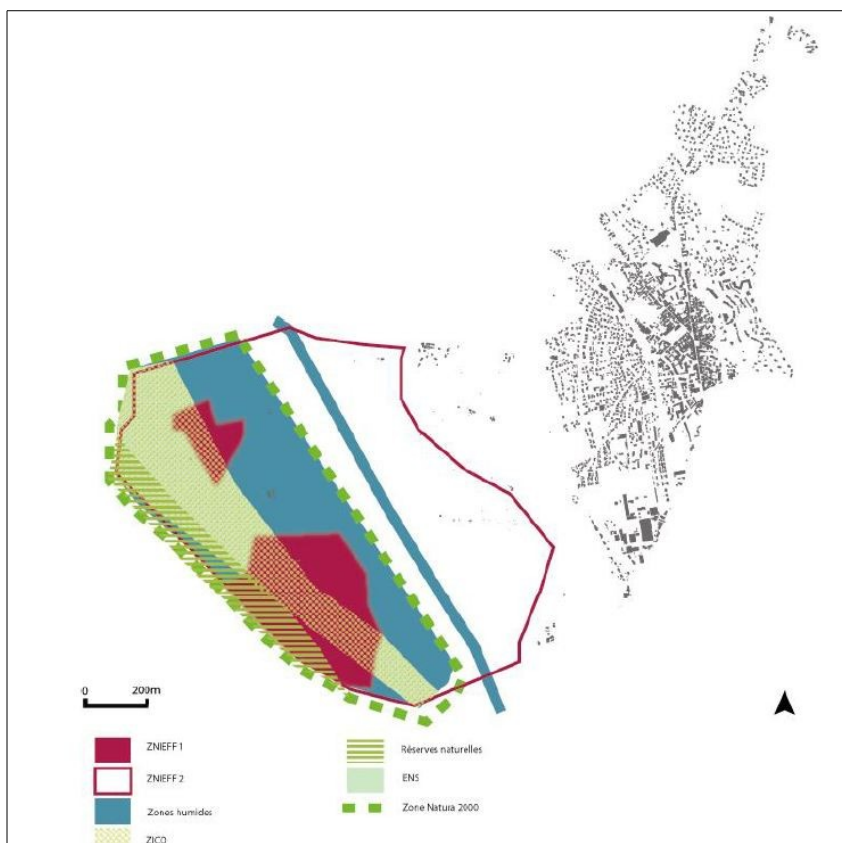 0 200m
ZNIEFF 1
ZNIEFF 2
Zones humides
ZICO
Réserves naturelles
ENS
Zone Natura 2000